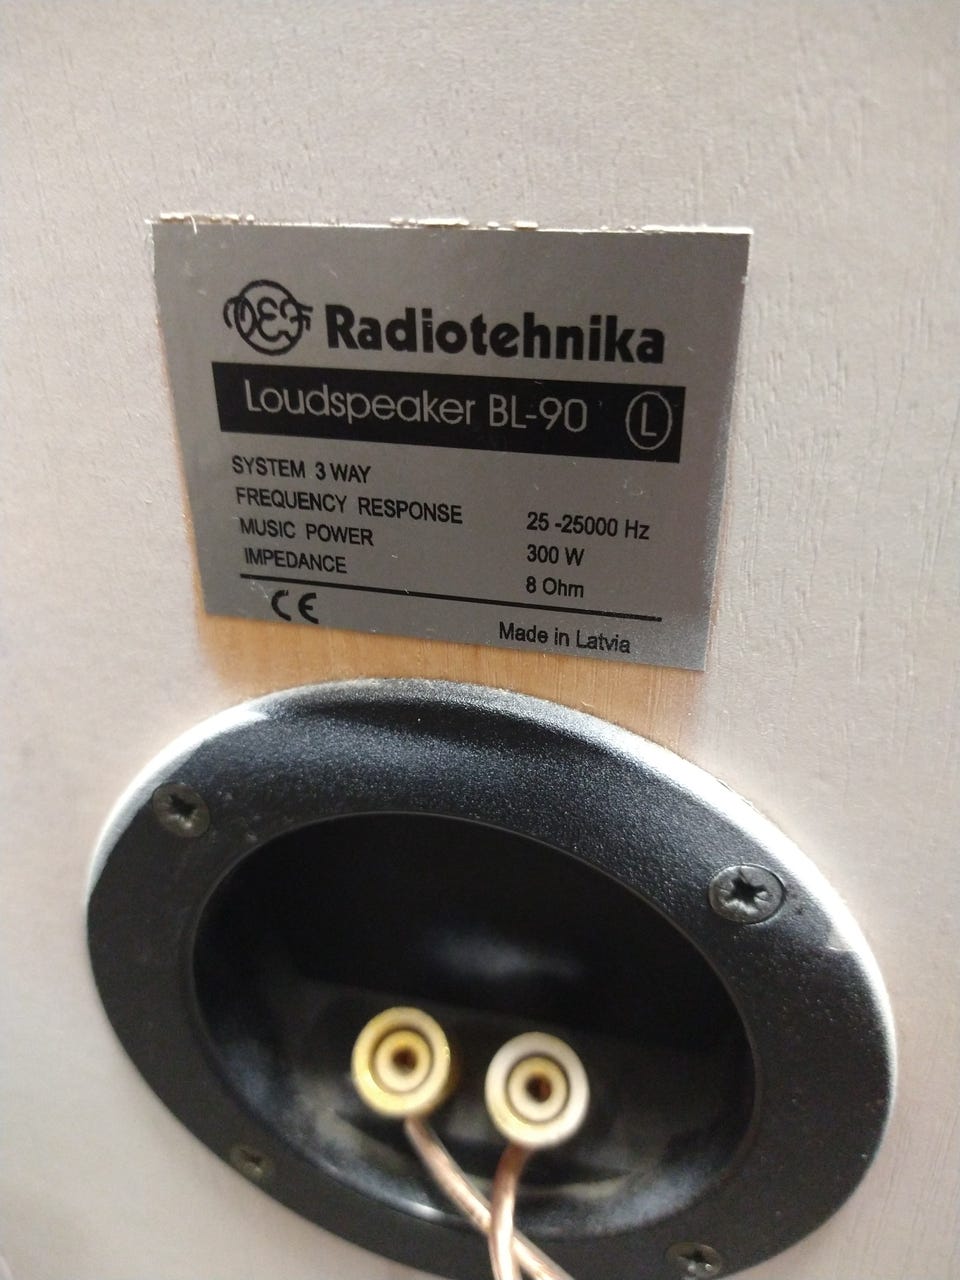 DEF Radiotehnika
Loudspeaker BL-90 L
SYSTEM 3 WAY
FREQUENCY RESPONSE 25 -25000 Hz
MUSIC POWER 300 W
IMPEDANCE 8 Ohm
CE Made in Latvia